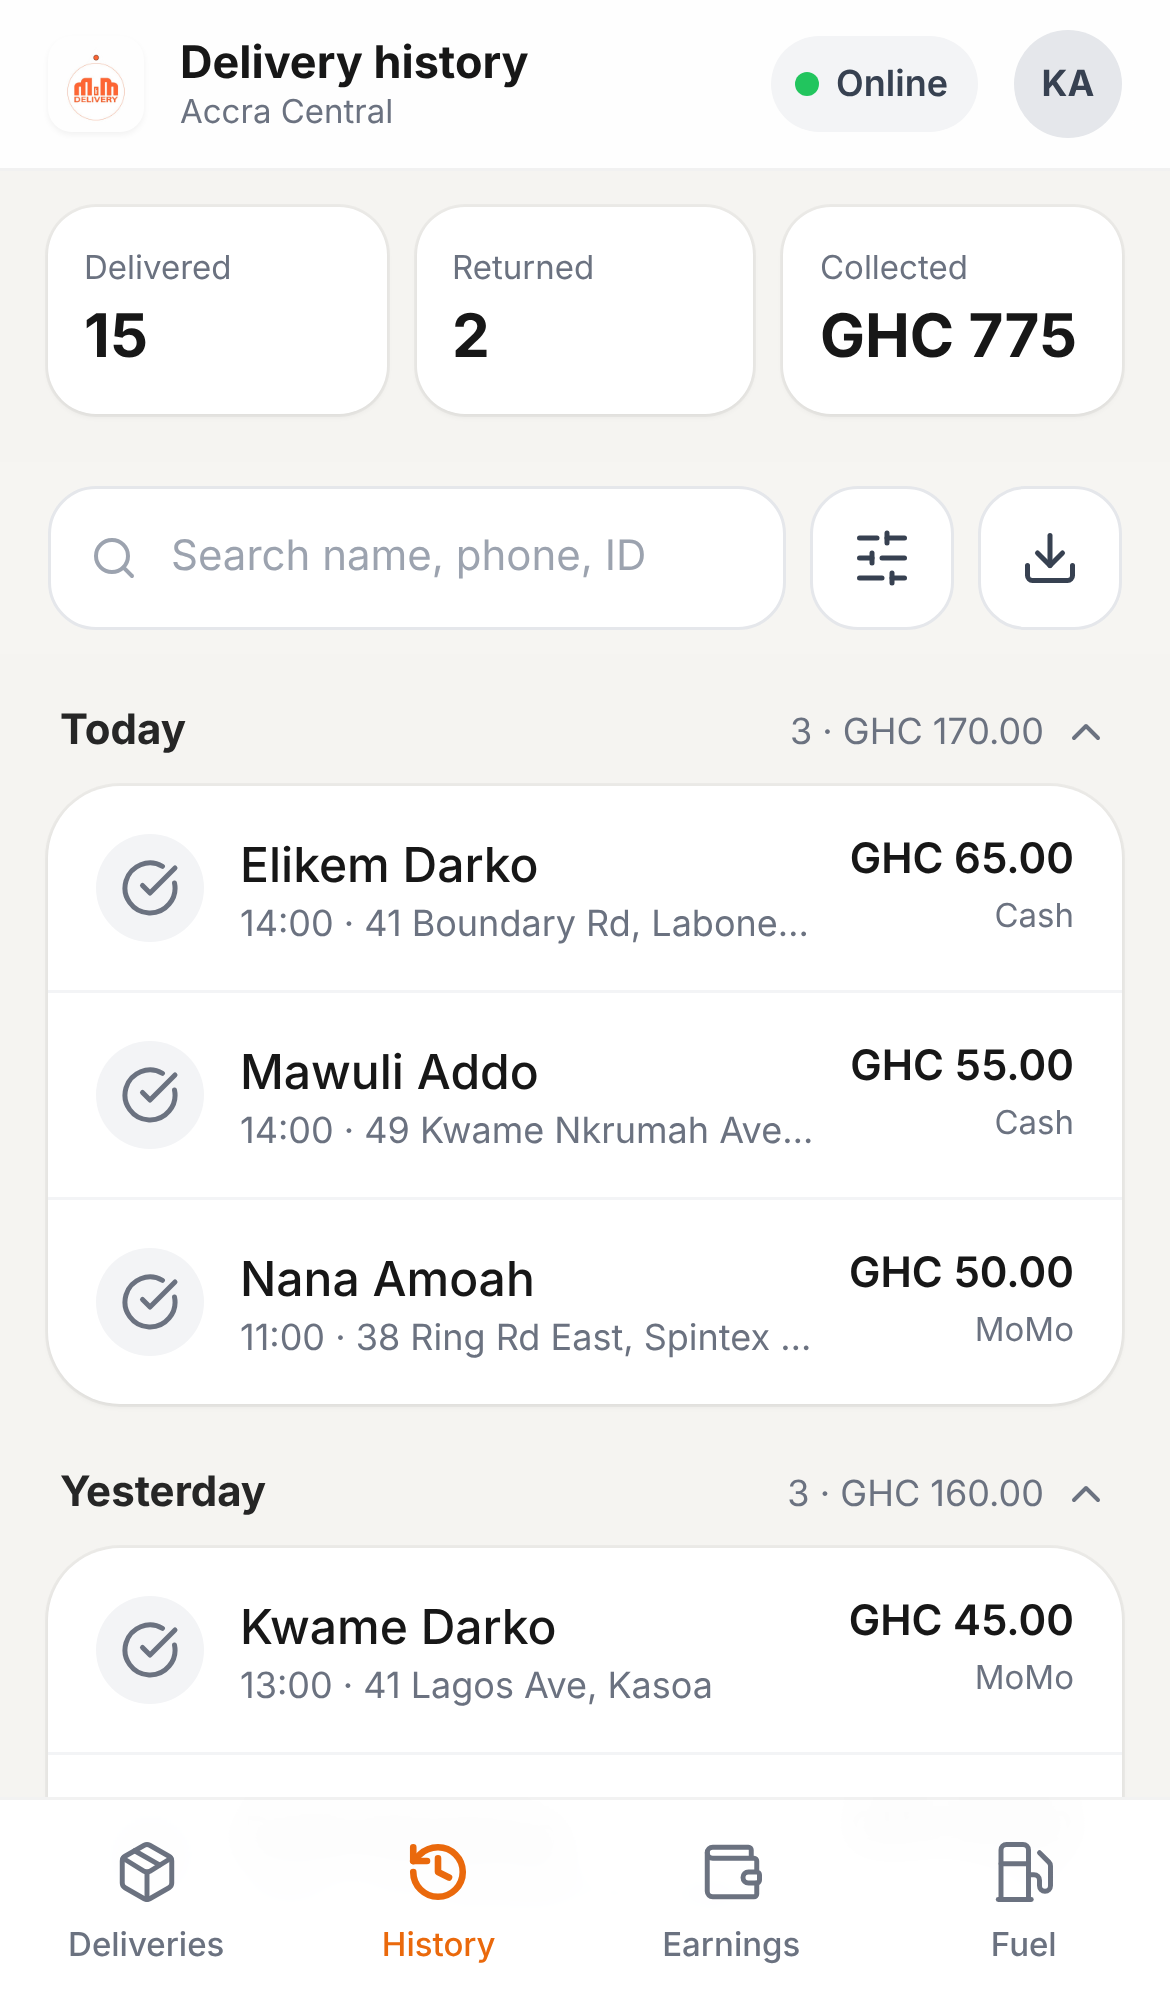 M&M
DELIVERY
Delivery history
Accra Central
Online
KA
Delivered
15
Returned
2
Collected
GHC 775
Search name, phone, ID
Today
3 · GHC 170.00
Elikem Darko
GHC 65.00
14:00 · 41 Boundary Rd, Labone...
Cash
Mawuli Addo
GHC 55.00
14:00 · 49 Kwame Nkrumah Ave...
Cash
Nana Amoah
GHC 50.00
11:00 · 38 Ring Rd East, Spintex ...
MoMo
Yesterday
3 · GHC 160.00
Kwame Darko
GHC 45.00
13:00 · 41 Lagos Ave, Kasoa
MoMo
Deliveries
History
Earnings
Fuel